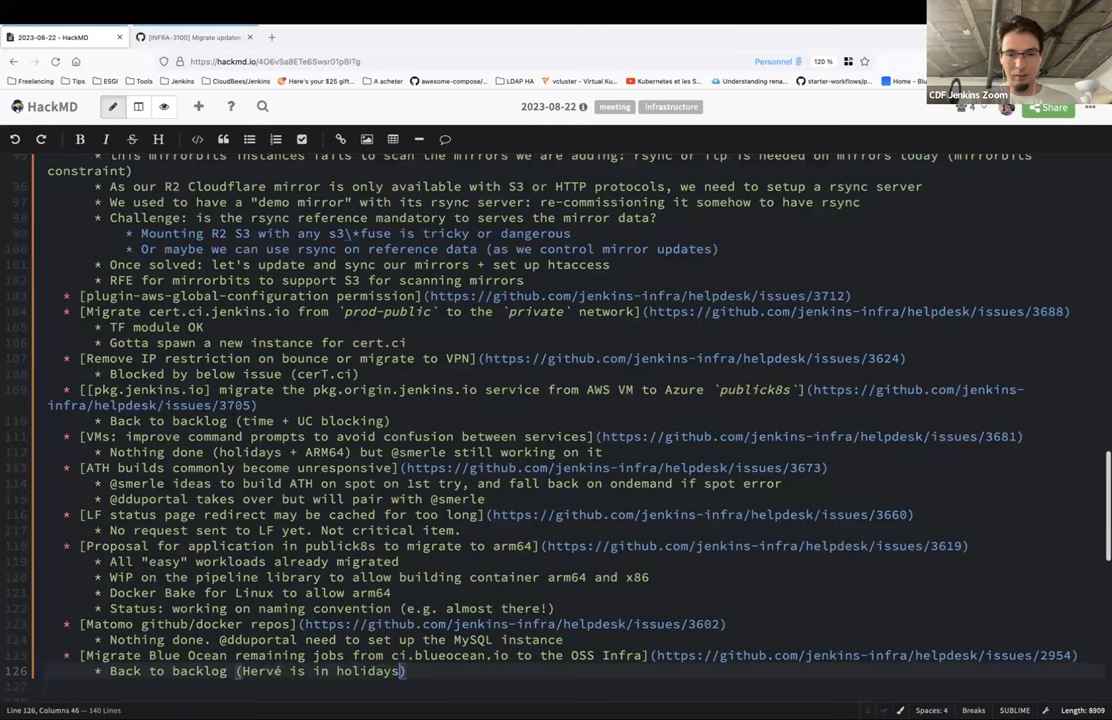 2023-08-22 - HackMD
[INFRA-3100] Migrate updates
https://hackmd.io/4O6vSa8ETe6Swsr01pBITg
Personnel
120 %
Freelancing
Tips
ESGI
Tools
Jenkins
CloudBees/Jenkins
Here's your $25 gift...
A acheter
awesome-compose/...
LDAP HA
vcluster - Virtual Ku...
Kubernetes et les S...
Understanding rena...
starter-workflows/p...
Home - Blu
CDF Jenkins Zoom
HackMD
2023-08-22
meeting
infrastructure
4
Share
95 * This mirrorbits instances fails to scan the mirrors we are adding: rsync or ftp is needed on mirrors today (mirrorbits
constraint)
96 * As our R2 Cloudflare mirror is only available with S3 or HTTP protocols, we need to setup a rsync server
97 * We used to have a "demo mirror" with its rsync server: re-commissioning it somehow to have rsync
98 * Challenge: is the rsync reference mandatory to serves the mirror data?
99 * Mounting R2 S3 with any s3\*fuse is tricky or dangerous
100 * Or maybe we can use rsync on reference data (as we control mirror updates)
101 * Once solved: let's update and sync our mirrors + set up htaccess
102 * RFE for mirrorbits to support S3 for scanning mirrors
103 * [plugin-aws-global-configuration permission](https://github.com/jenkins-infra/helpdesk/issues/3712)
104 * [Migrate cert.ci.jenkins.io from `prod-public` to the `private` network](https://github.com/jenkins-infra/helpdesk/issues/3688)
105 * TF module OK
106 * Gotta spawn a new instance for cert.ci
107 * [Remove IP restriction on bounce or migrate to VPN](https://github.com/jenkins-infra/helpdesk/issues/3624)
108 * Blocked by below issue (cerT.ci)
109 * [[pkg.jenkins.io] migrate the pkg.origin.jenkins.io service from AWS VM to Azure `publick8s`](https://github.com/jenkins-
infra/helpdesk/issues/3705)
110 * Back to backlog (time + UC blocking)
111 * [VMs: improve command prompts to avoid confusion between services](https://github.com/jenkins-infra/helpdesk/issues/3681)
112 * Nothing done (holidays + ARM64) but @smerle still working on it
113 * [ATH builds commonly become unresponsive](https://github.com/jenkins-infra/helpdesk/issues/3673)
114 * @smerle ideas to build ATH on spot on 1st try, and fall back on ondemand if spot error
115 * @dduportal takes over but will pair with @smerle
116 * [LF status page redirect may be cached for too long](https://github.com/jenkins-infra/helpdesk/issues/3660)
117 * No request sent to LF yet. Not critical item.
118 * [Proposal for application in publick8s to migrate to arm64](https://github.com/jenkins-infra/helpdesk/issues/3619)
119 * All "easy" workloads already migrated
120 * WiP on the pipeline library to allow building container arm64 and x86
121 * Docker Bake for Linux to allow arm64
122 * Status: working on naming convention (e.g. almost there!)
123 * [Matomo github/docker repos](https://github.com/jenkins-infra/helpdesk/issues/3602)
124 * Nothing done. @dduportal need to set up the MySQL instance
125 * [Migrate Blue Ocean remaining jobs from ci.blueocean.io to the OSS Infra](https://github.com/jenkins-infra/helpdesk/issues/2954)
126 * Back to backlog (Hervé is in holidays)
127
Line 126, Columns 46 — 140 Lines
Spaces: 4
Breaks
SUBLIME
Length: 8909